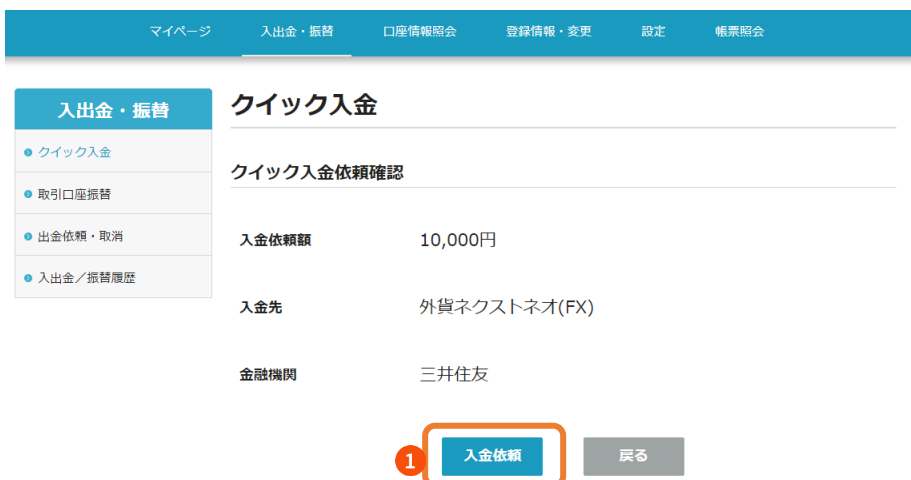 マイページ 入出金・振替 口座情報照会 登録情報・変更 設定 帳票照会
入出金・振替
クイック入金
取引口座振替
出金依頼・取消
入出金／振替履歴
クイック入金
クイック入金依頼確認
入金依頼額 10,000円
入金先 外貨ネクストネオ(FX)
金融機関 三井住友
1 入金依頼 戻る